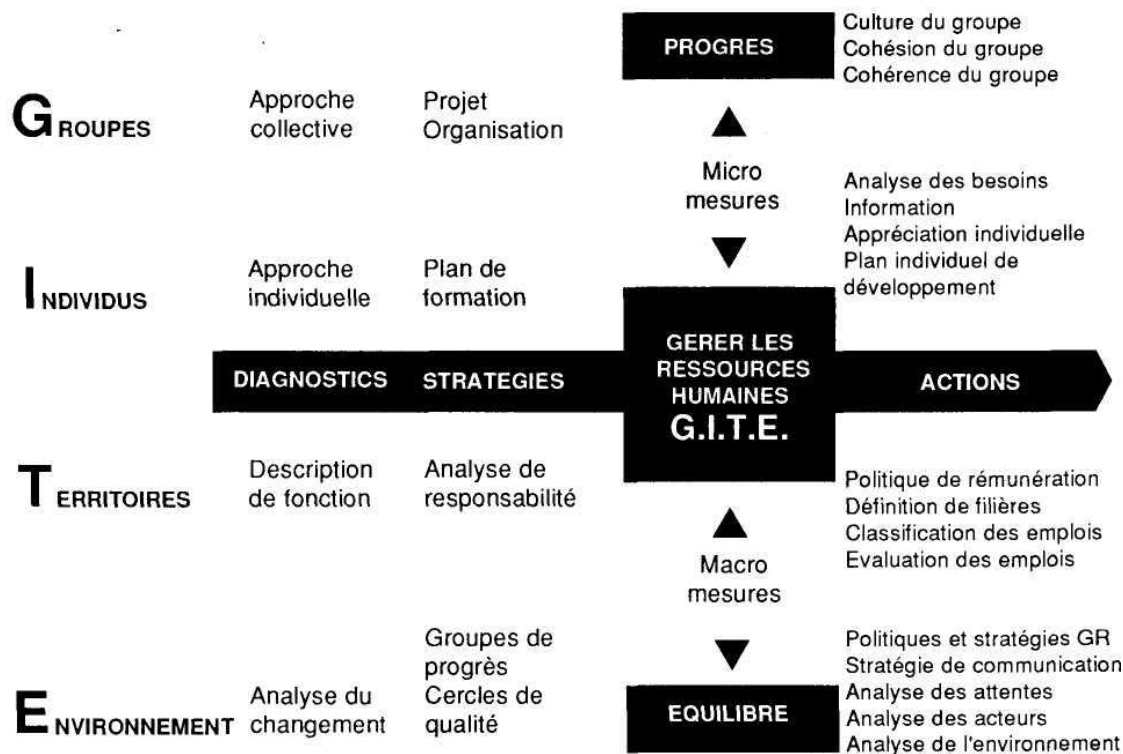 PROGRES
Culture du groupe
Cohésion du groupe
Cohérence du groupe
GROUPES
Approche
collective
Projet
Organisation
Micro
mesures
Analyse des besoins
Information
Appréciation individuelle
Plan individuel de
développement
INDIVIDUS
Approche
individuelle
Plan de
formation
GERER LES
RESSOURCES
HUMAINES
G.I.T.E.
DIAGNOSTICS
STRATEGIES
ACTIONS
TERRITOIRES
Description
de fonction
Analyse de
responsabilité
Politique de rémunération
Définition de filières
Classification des emplois
Evaluation des emplois
Macro
mesures
ENVIRONNEMENT
Analyse du
changement
Groupes de
progrès
Cercles de
qualité
EQUILIBRE
Politiques et stratégies GR
Stratégie de communication
Analyse des attentes
Analyse des acteurs
Analyse de l'environnement